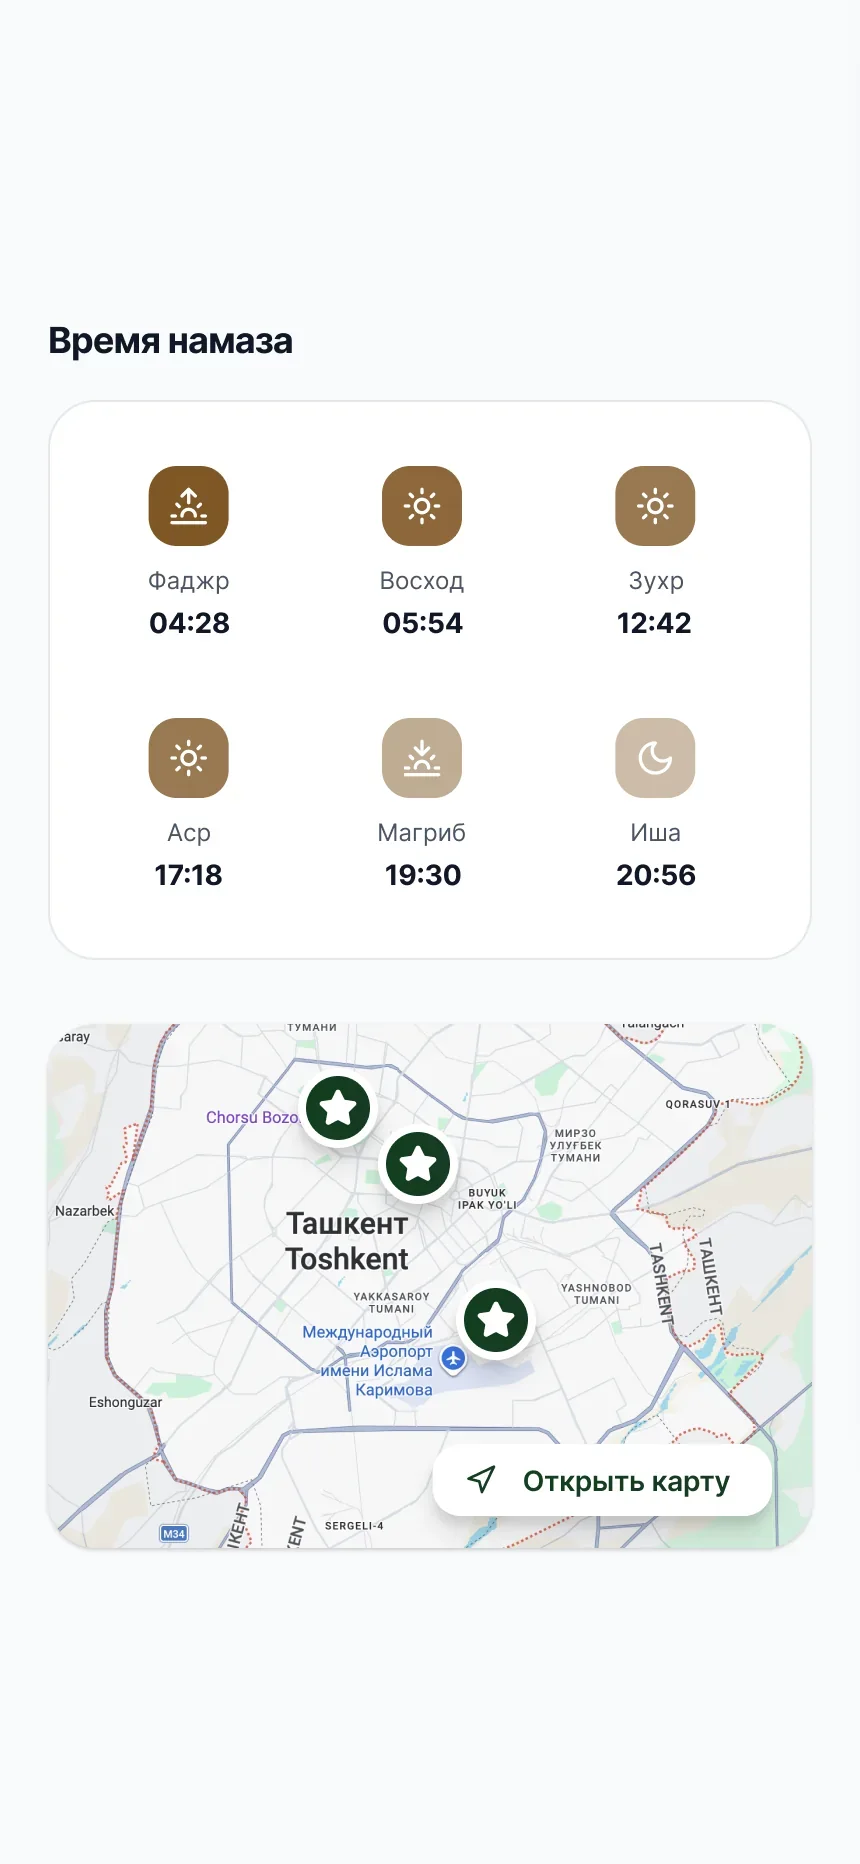 Время намаза
Фаджр
04:28
Восход
05:54
Зухр
12:42
Аср
17:18
Магриб
19:30
Иша
20:56
ТУМАНИ
Chorsu Bozo
QORASUV-1
МИРЗО
УЛУҒБЕК
ТУМАНИ
BUYUK
IPAK YO'LI
Nazarbek
Ташкент
Toshkent
TASHKENT
ТАШКЕНТ
YAKKASAROY
TUMANI
YASHNOBOD
TUMANI
Международный
Аэропорт
имени Ислама
Каримова
Eshonguzar
Открыть карту
M34
SERGELI-4